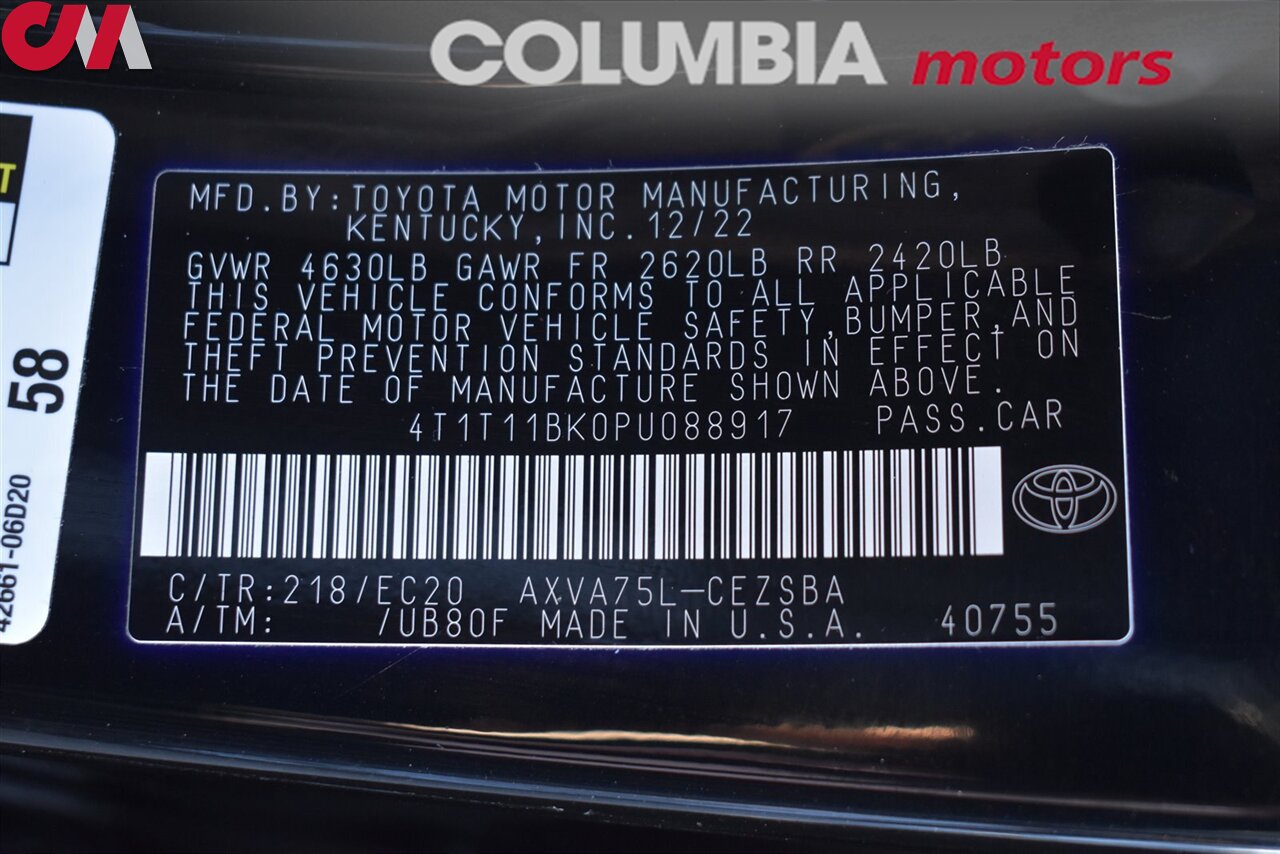 CM
COLUMBIA motors
T
58
42661-06D20
MFD.BY:TOYOTA MOTOR MANUFACTURING,
KENTUCKY,INC.12/22
GVWR 4630LB GAWR FR 2620LB RR 2420LB
THIS VEHICLE CONFORMS TO ALL APPLICABLE
FEDERAL MOTOR VEHICLE SAFETY,BUMPER,AND
THEFT PREVENTION STANDARDS IN EFFECT ON
THE DATE OF MANUFACTURE SHOWN ABOVE.
4T1T11BK0PU088917 PASS.CAR
C/TR:218/EC20 AXVA75L-CEZSBA
A/TM: /UB80F MADE IN U.S.A. 40755